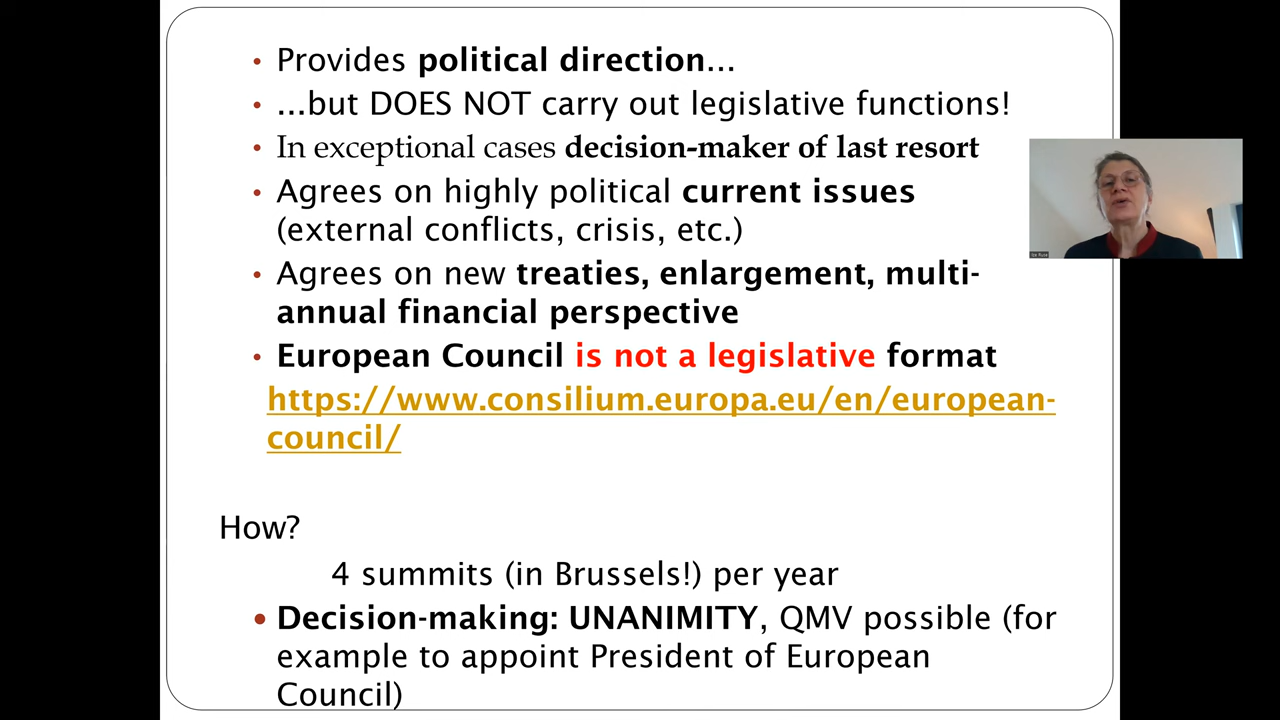 • Provides political direction...
• ...but DOES NOT carry out legislative functions!
• In exceptional cases decision-maker of last resort
• Agrees on highly political current issues
(external conflicts, crisis, etc.)
• Agrees on new treaties, enlargement, multi-
annual financial perspective
• European Council is not a legislative format
https://www.consilium.europa.eu/en/european-
council/
How?
4 summits (in Brussels!) per year
• Decision-making: UNANIMITY, QMV possible (for
example to appoint President of European
Council)